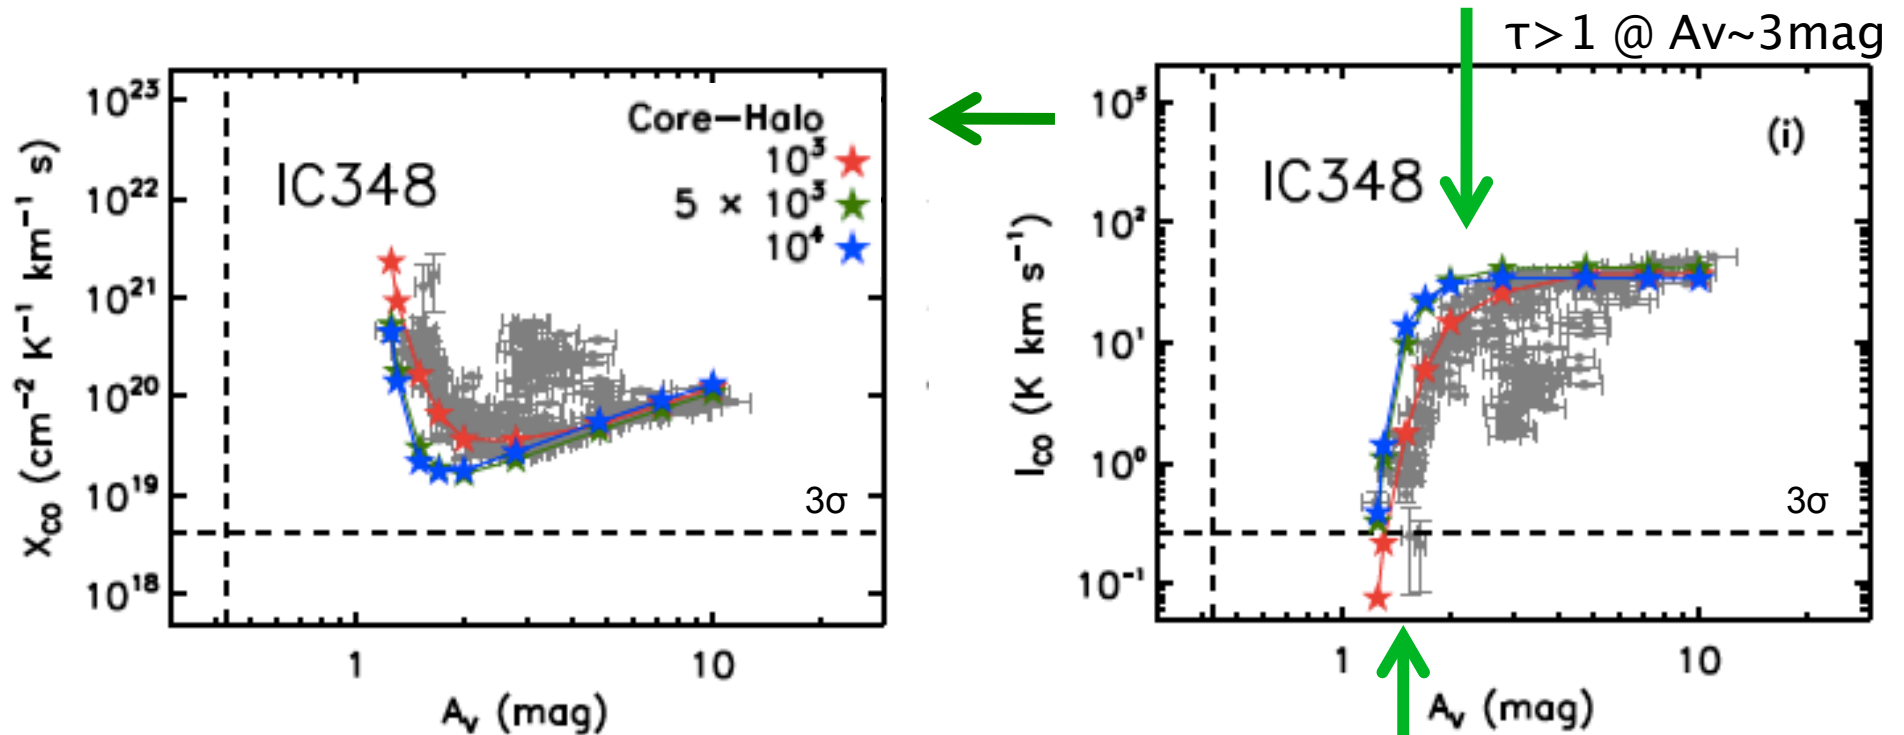 τ>1 @ Av~3mag
10²³
10²²
10²¹
10²⁰
10¹⁹
10¹⁸
X_CO (cm⁻² K⁻¹ km⁻¹ s)
IC348
Core-Halo
10³
5 × 10³
10⁴
3σ
1
10
A_V (mag)
10³
10²
10¹
10⁰
10⁻¹
I_CO (K km s⁻¹)
IC348
(i)
3σ
1
10
A_V (mag)